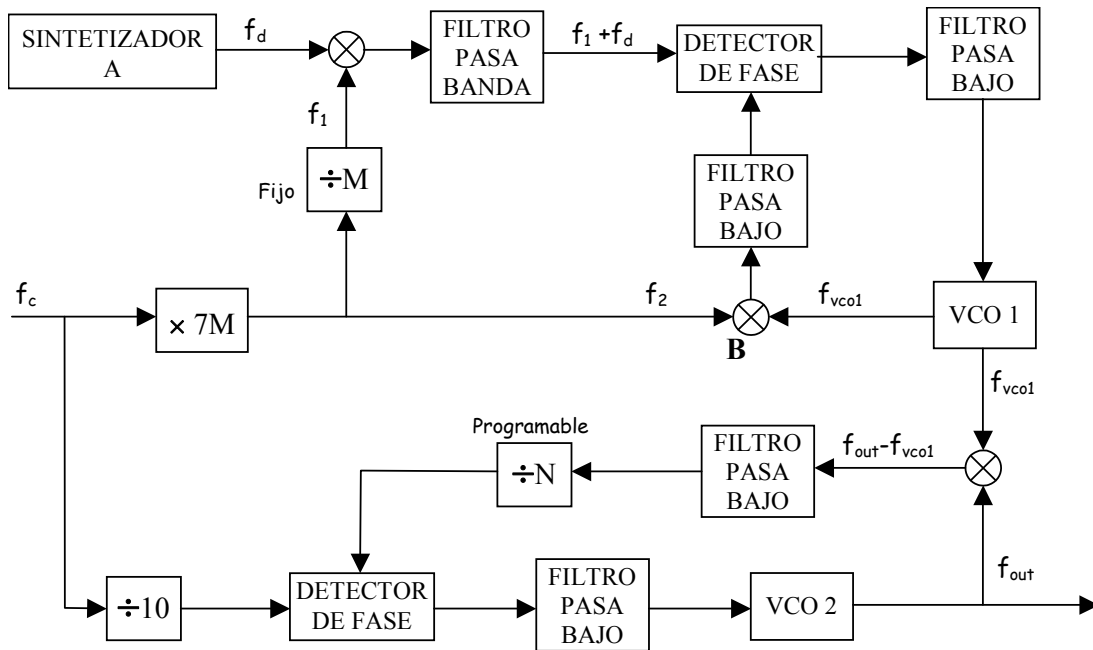 SINTETIZADOR
A
f_d
FILTRO
PASA
BANDA
f_1 +f_d
DETECTOR
DE FASE
FILTRO
PASA
BAJO
f_1
Fijo
÷M
FILTRO
PASA
BAJO
f_c
× 7M
f_2
B
f_vco1
VCO 1
f_vco1
Programable
÷N
FILTRO
PASA
BAJO
f_out-f_vco1
÷10
DETECTOR
DE FASE
FILTRO
PASA
BAJO
VCO 2
f_out